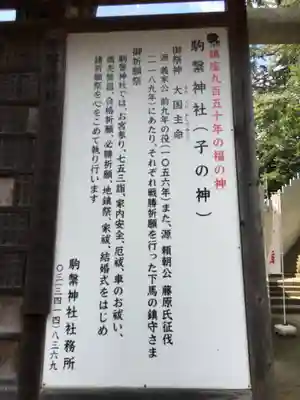 鎮座九百五十年の福の神
駒繋神社(子の神)
御祭神 大国主命
源 義家公 前九年の役(一〇五六年)また、源 頼朝公 藤原氏征伐
(一一八九年)にあたり、それぞれ戦勝祈願を行った下馬の鎮守さま
御祈願祭
駒繋神社では、お宮参り、七五三詣、家内安全、厄祓、車のお祓い、
病気平癒、合格祈願、必勝祈願、地鎮祭、家祓、結婚式をはじめ
諸祈願祭を心をこめて執り行います
駒繋神社社務所
〇三(三四一四)八三六九